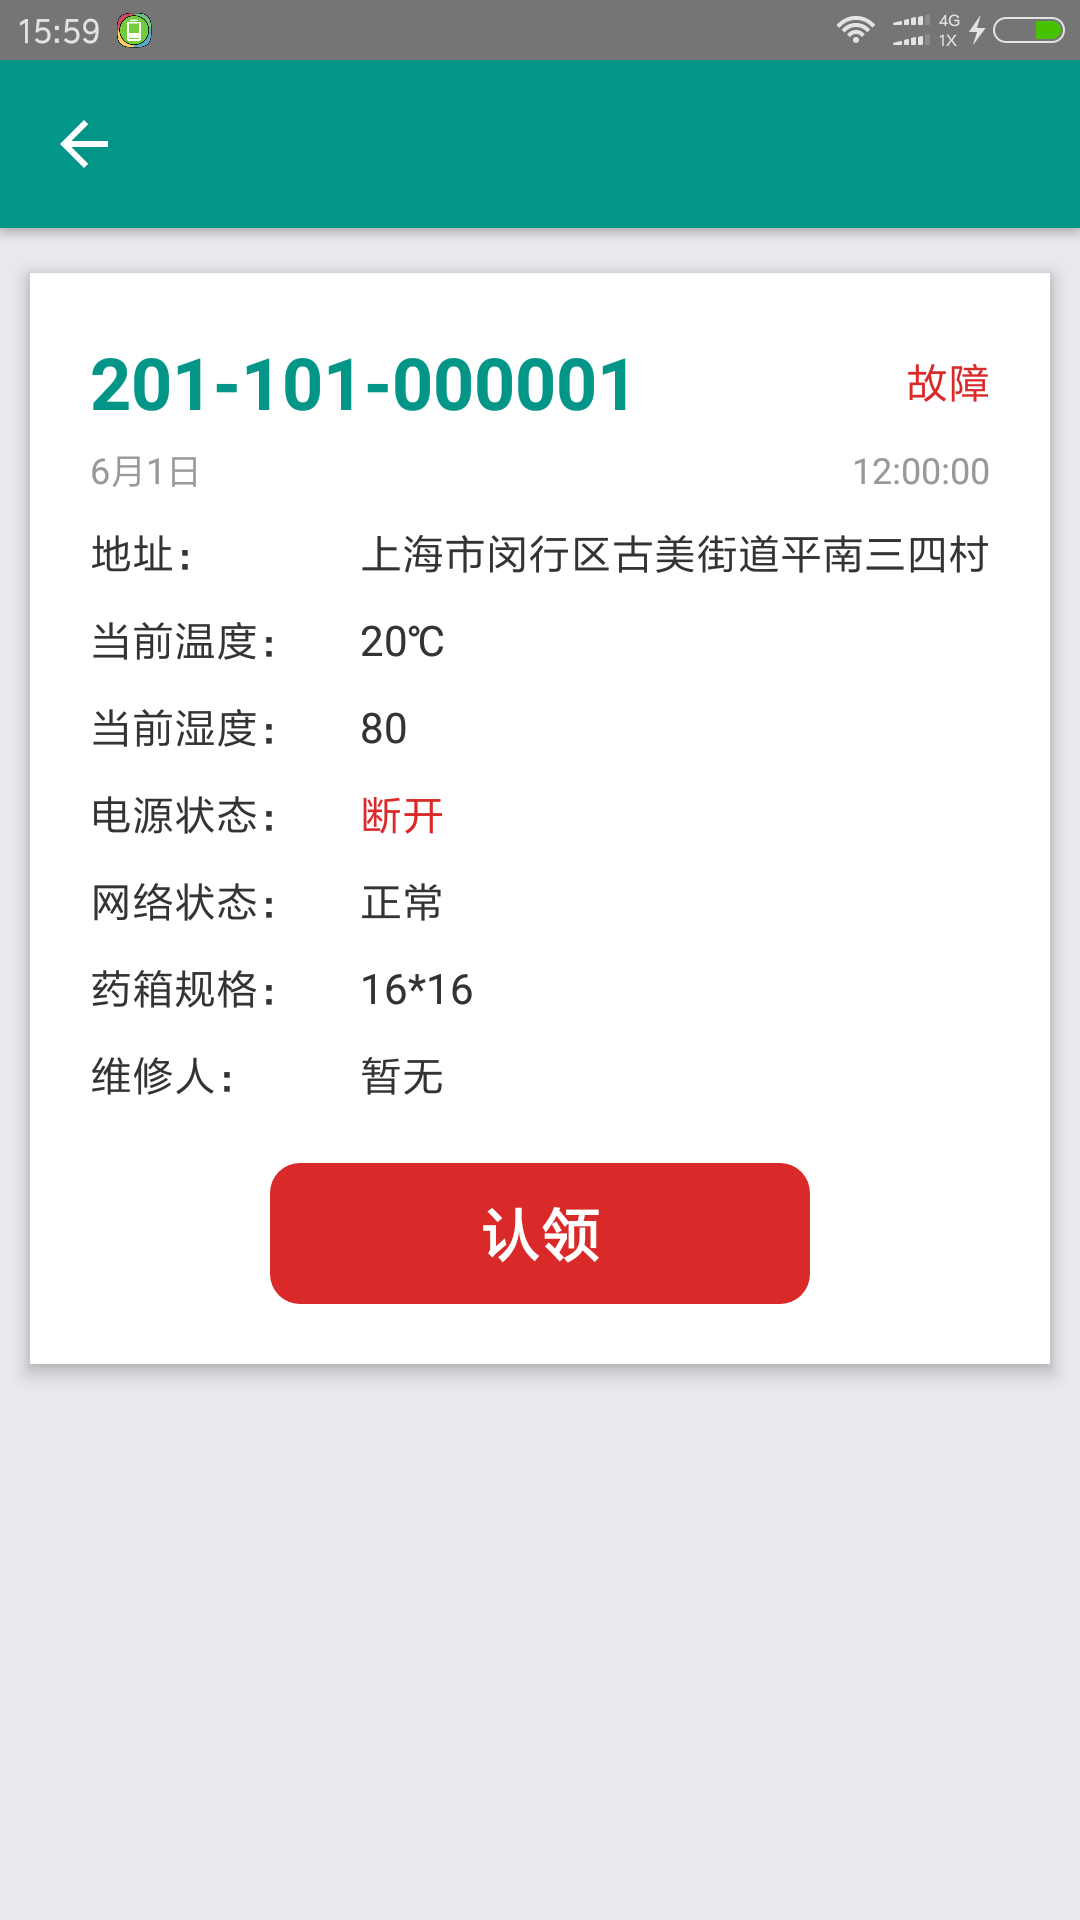 15:59
4G
1X
201-101-000001 故障
6月1日 12:00:00
地址： 上海市闵行区古美街道平南三四村
当前温度： 20℃
当前湿度： 80
电源状态： 断开
网络状态： 正常
药箱规格： 16*16
维修人： 暂无
认领